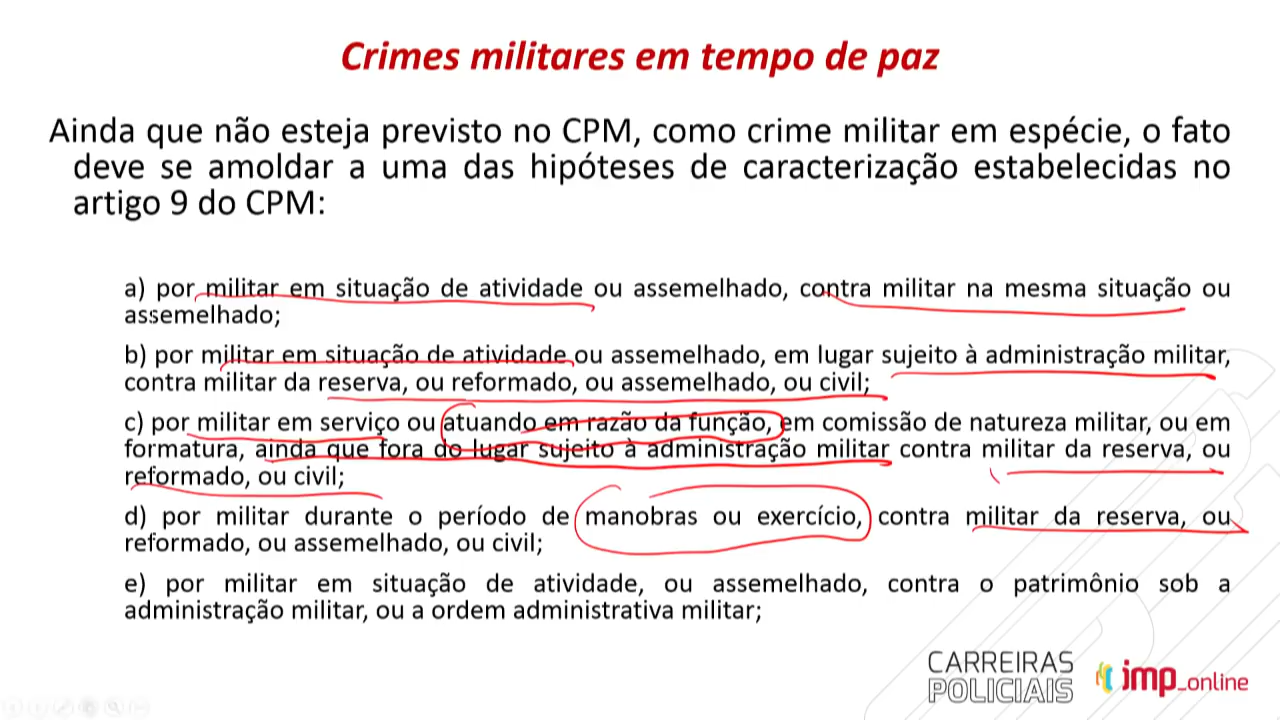 Crimes militares em tempo de paz
Ainda que não esteja previsto no CPM, como crime militar em espécie, o fato
deve se amoldar a uma das hipóteses de caracterização estabelecidas no
artigo 9 do CPM:
a) por militar em situação de atividade ou assemelhado, contra militar na mesma situação ou
assemelhado;
b) por militar em situação de atividade ou assemelhado, em lugar sujeito à administração militar,
contra militar da reserva, ou reformado, ou assemelhado, ou civil;
c) por militar em serviço ou atuando em razão da função, em comissão de natureza militar, ou em
formatura, ainda que fora do lugar sujeito à administração militar contra militar da reserva, ou
reformado, ou civil;
d) por militar durante o período de manobras ou exercício, contra militar da reserva, ou
reformado, ou assemelhado, ou civil;
e) por militar em situação de atividade, ou assemelhado, contra o patrimônio sob a
administração militar, ou a ordem administrativa militar;
CARREIRAS
POLICIAIS
imp_online